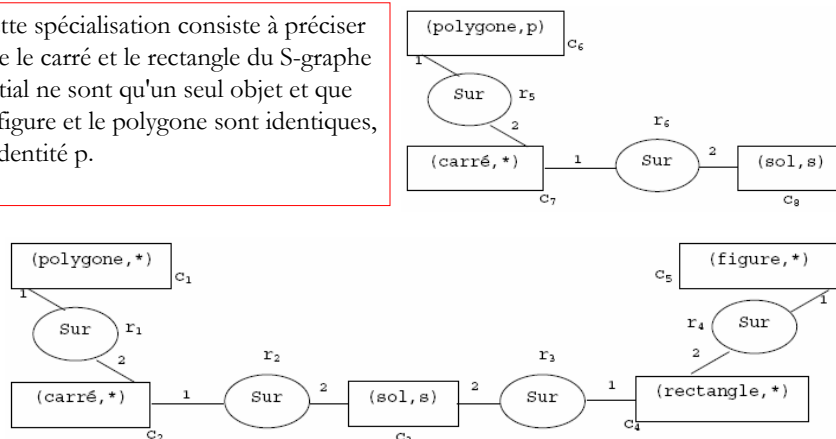 tte spécialisation consiste à préciser
e le carré et le rectangle du S-graphe
tial ne sont qu'un seul objet et que
figure et le polygone sont identiques,
dentité p.
(polygone,p)
C6
1
Sur
r5
2
r6
(carré,*)
1
Sur
2
(sol,s)
C7
C8
(polygone,*)
C1
(figure,*)
C5
1
1
Sur
r1
r4
Sur
2
r2
r3
2
(carré,*)
1
Sur
2
(sol,s)
2
Sur
1
(rectangle,*)
C2
C3
C4